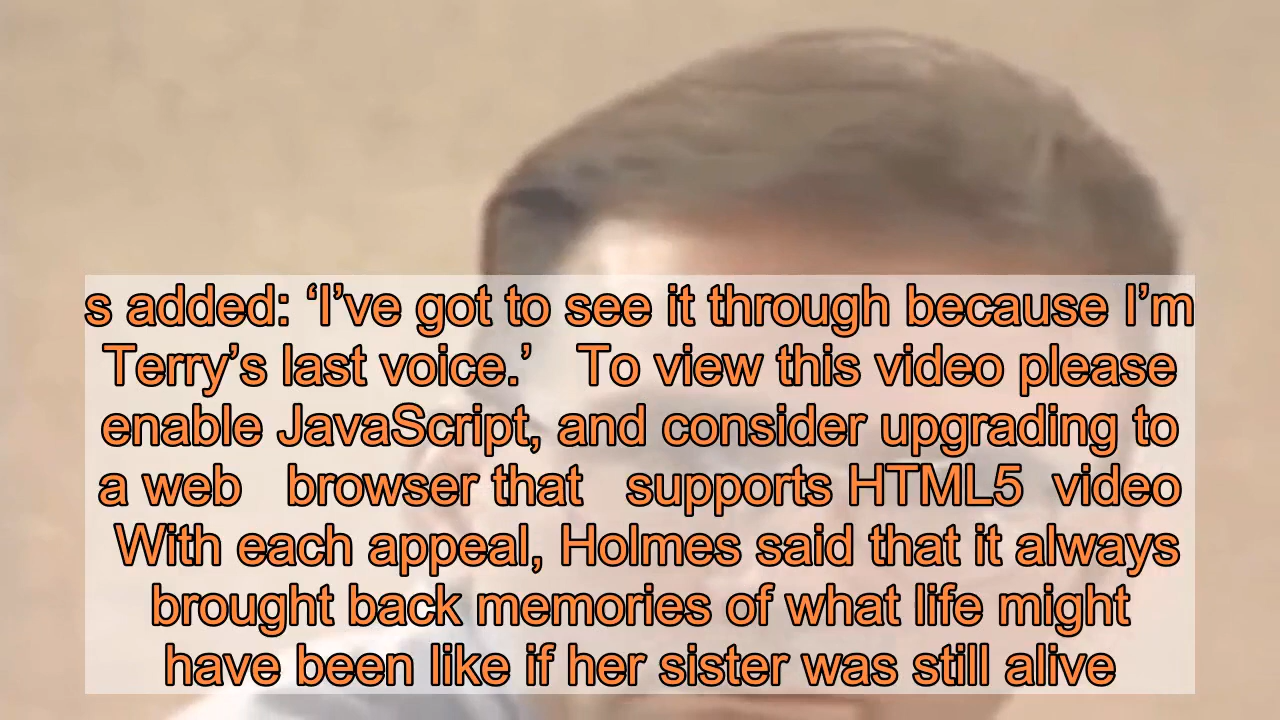 s added: ‘I’ve got to see it through because I’m
Terry’s last voice.’   To view this video please
enable JavaScript, and consider upgrading to
a web   browser that   supports HTML5  video
With each appeal, Holmes said that it always
brought back memories of what life might
have been like if her sister was still alive